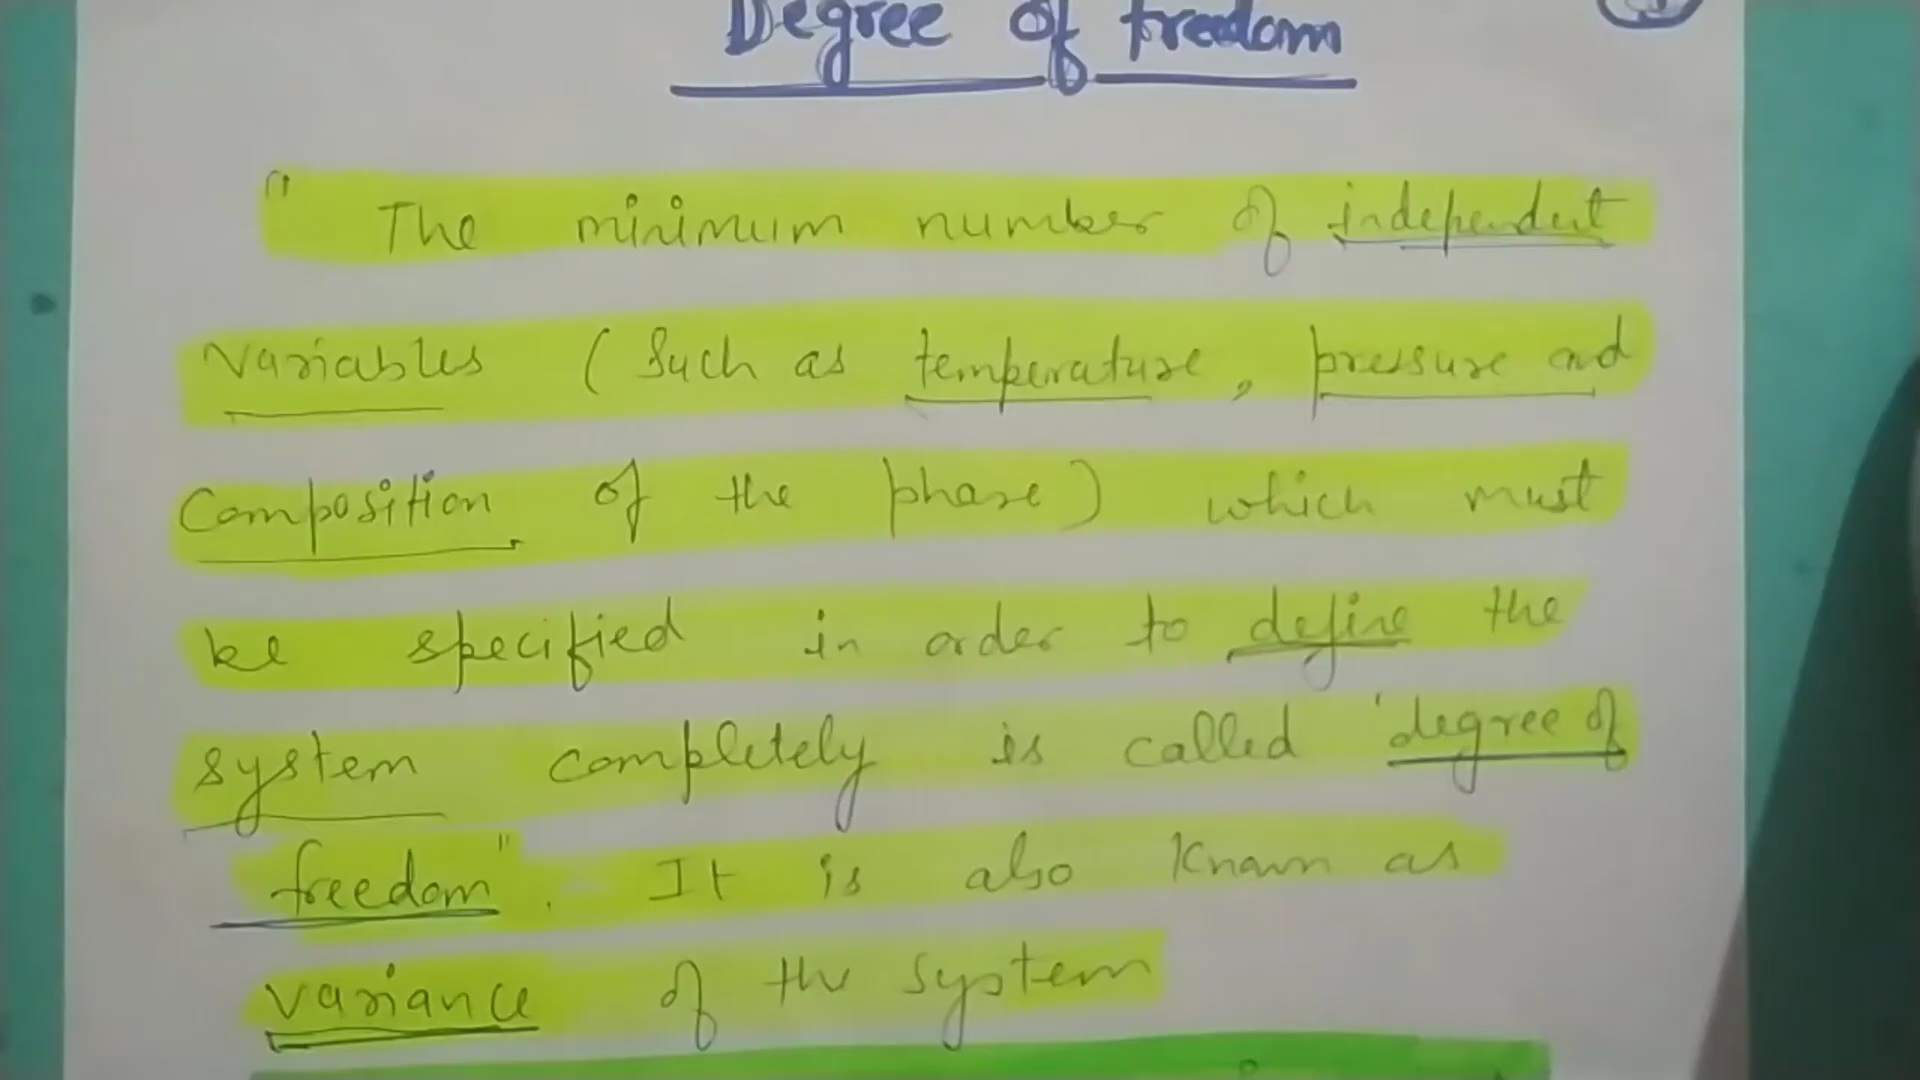 Degree of freedom
" The minimum number of independent
variables (Such as temperature, pressure and
Composition of the phase) which must
be specified in order to define the
system completely is called 'degree of
freedom". It is also known as
variance of the system